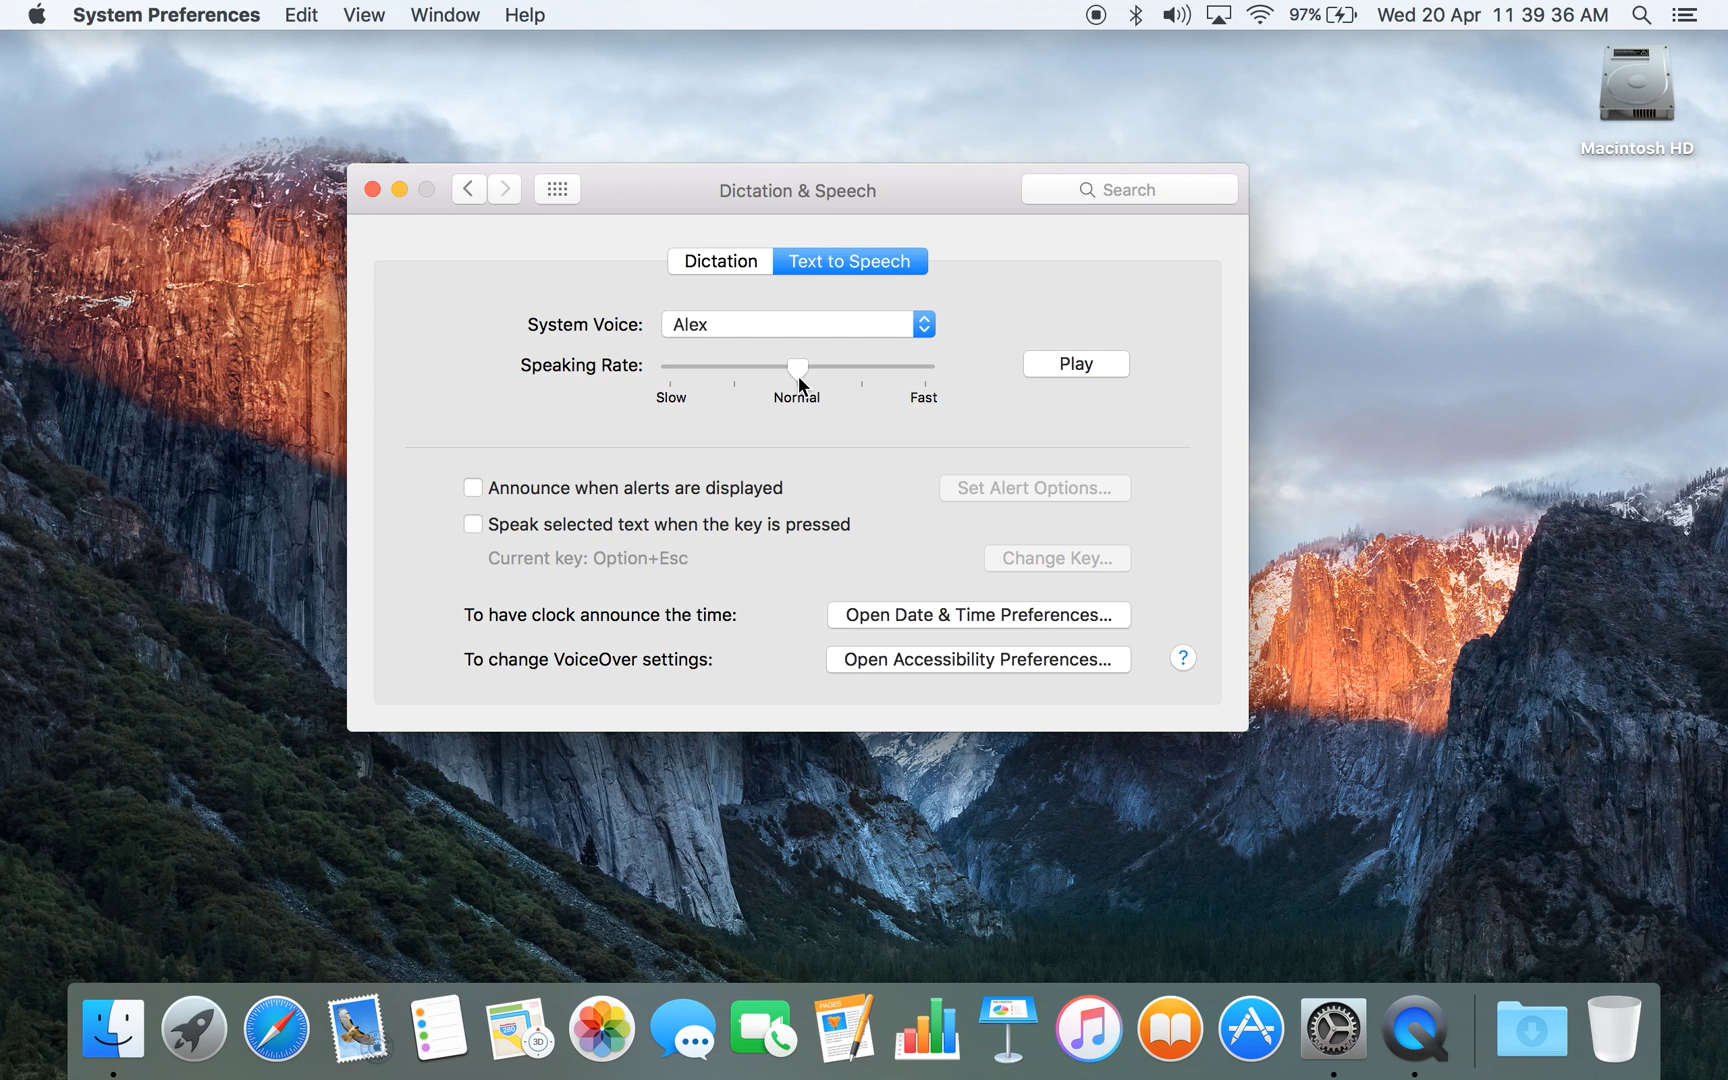 System Preferences Edit View Window Help 97% Wed 20 Apr 11 39 36 AM
Macintosh HD
Dictation & Speech
Search
Dictation Text to Speech
System Voice: Alex
Speaking Rate:
Play
Slow Normal Fast
Announce when alerts are displayed
Set Alert Options...
Speak selected text when the key is pressed
Current key: Option+Esc
Change Key...
To have clock announce the time:
Open Date & Time Preferences...
To change VoiceOver settings:
Open Accessibility Preferences...
?
PAGES
280
3D